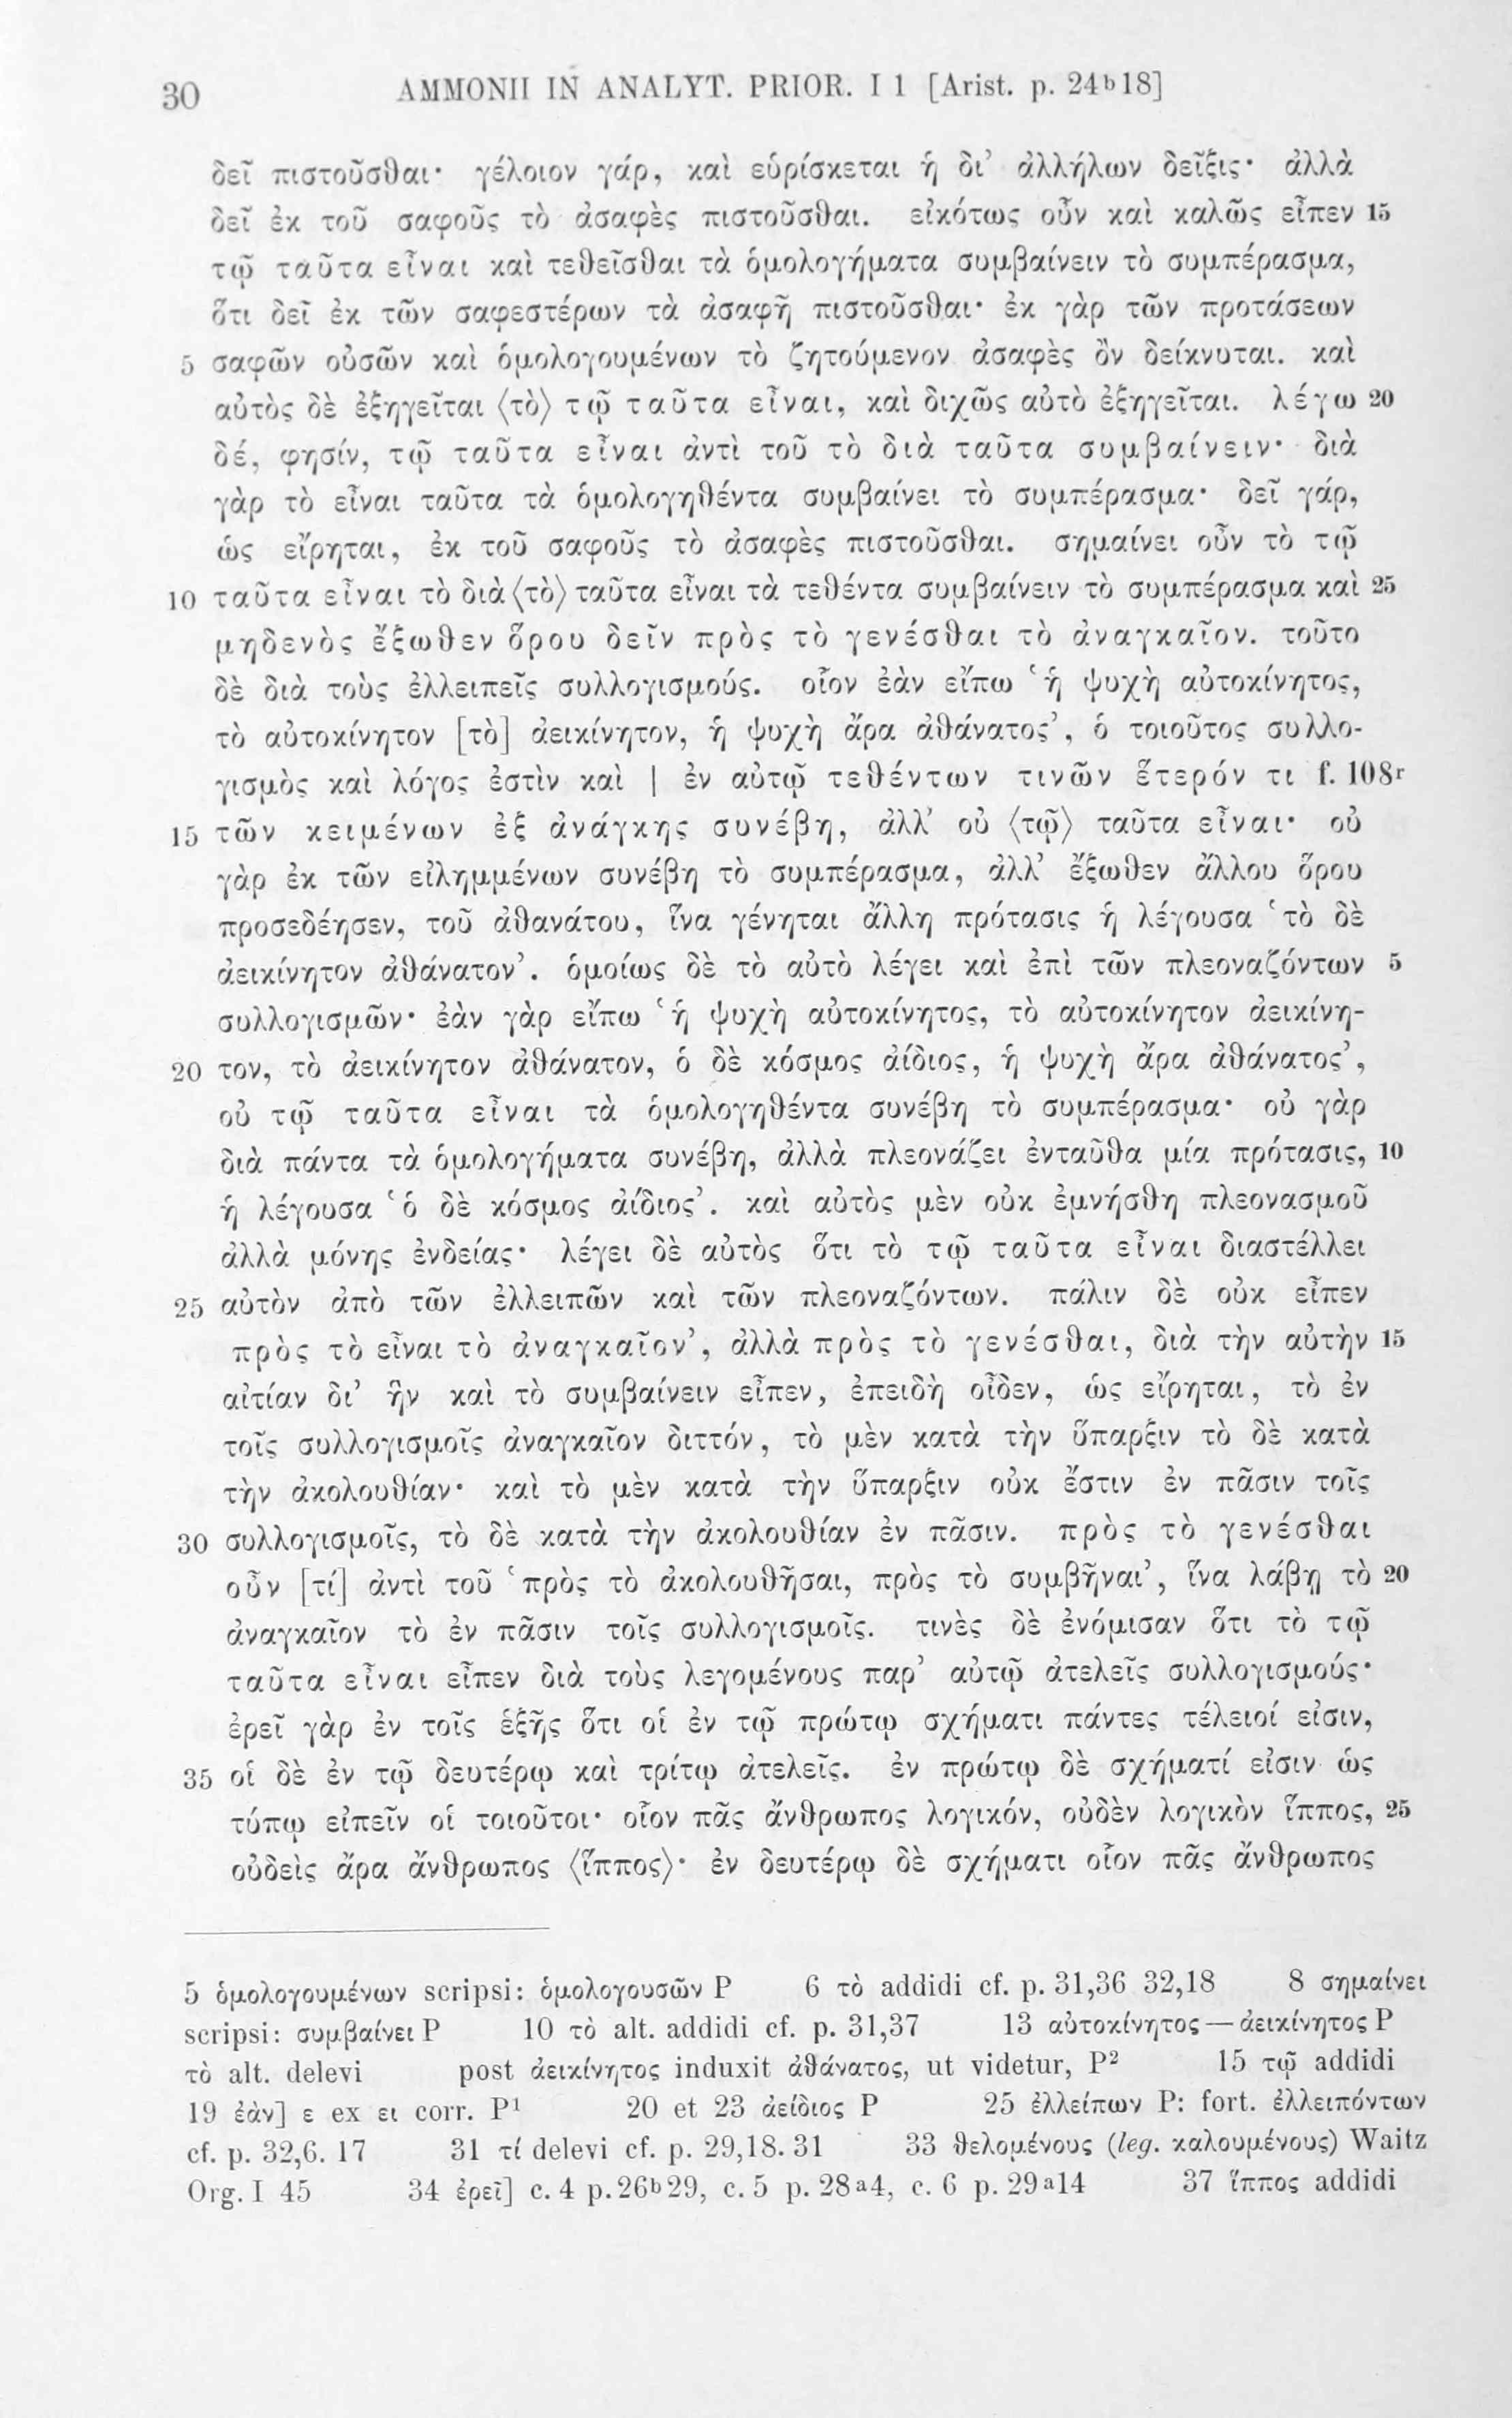 30 AMMONII IN ANALYT. PRIOR. I 1 [Arist. p. 24b18]
δεῖ πιστοῦσθαι· γέλοιον γάρ, καὶ εὑρίσκεται ἡ δι’ ἀλλήλων δεῖξις· ἀλλὰ
δεῖ ἐκ τοῦ σαφοῦς τὸ ἀσαφὲς πιστοῦσθαι. εἰκότως οὖν καὶ καλῶς εἶπεν 15
τῷ ταῦτα εἶναι καὶ τεθεῖσθαι τὰ ὁμολογήματα συμβαίνειν τὸ συμπέρασμα,
ὅτι δεῖ ἐκ τῶν σαφεστέρων τὰ ἀσαφῆ πιστοῦσθαι· ἐκ γὰρ τῶν προτάσεων
5 σαφῶν οὐσῶν καὶ ὁμολογουμένων τὸ ζητούμενον ἀσαφὲς ὂν δείκνυται. καὶ
αὐτὸς δὲ ἐξηγεῖται ⟨τὸ⟩ τῷ ταῦτα εἶναι, καὶ διχῶς αὐτὸ ἐξηγεῖται. λέγω 20
δέ, φησίν, τῷ ταῦτα εἶναι ἀντὶ τοῦ τὸ διὰ ταῦτα συμβαίνειν· διὰ
γὰρ τὸ εἶναι ταῦτα τὰ ὁμολογηθέντα συμβαίνει τὸ συμπέρασμα· δεῖ γάρ,
ὡς εἴρηται, ἐκ τοῦ σαφοῦς τὸ ἀσαφὲς πιστοῦσθαι. σημαίνει οὖν τὸ τῷ
10 ταῦτα εἶναι τὸ διὰ ⟨τὸ⟩ ταῦτα εἶναι τὰ τεθέντα συμβαίνειν τὸ συμπέρασμα καὶ 25
μηδενὸς ἔξωθεν ὅρου δεῖν πρὸς τὸ γενέσθαι τὸ ἀναγκαῖον. τοῦτο
δὲ διὰ τοὺς ἐλλειπεῖς συλλογισμούς. οἷον ἐὰν εἴπω ‘ἡ ψυχὴ αὐτοκίνητος,
τὸ αὐτοκίνητον [τὸ] ἀεικίνητον, ἡ ψυχὴ ἄρα ἀθάνατος’, ὁ τοιοῦτος συλλο-
γισμὸς καὶ λόγος ἐστὶν καὶ | ἐν αὐτῷ τεθέντων τινῶν ἕτερόν τι f. 108r
15 τῶν κειμένων ἐξ ἀνάγκης συνέβη, ἀλλ’ οὐ ⟨τῷ⟩ ταῦτα εἶναι· οὐ
γὰρ ἐκ τῶν εἰλημμένων συνέβη τὸ συμπέρασμα, ἀλλ’ ἔξωθεν ἄλλου ὅρου
προσεδέησεν, τοῦ ἀθανάτου, ἵνα γένηται ἄλλη πρότασις ἡ λέγουσα ‘τὸ δὲ
ἀεικίνητον ἀθάνατον’. ὁμοίως δὲ τὸ αὐτὸ λέγει καὶ ἐπὶ τῶν πλεοναζόντων 5
συλλογισμῶν· ἐὰν γὰρ εἴπω ‘ἡ ψυχὴ αὐτοκίνητος, τὸ αὐτοκίνητον ἀεικίνη-
20 τον, τὸ ἀεικίνητον ἀθάνατον, ὁ δὲ κόσμος ἀίδιος, ἡ ψυχὴ ἄρα ἀθάνατος’,
οὐ τῷ ταῦτα εἶναι τὰ ὁμολογηθέντα συνέβη τὸ συμπέρασμα· οὐ γὰρ
διὰ πάντα τὰ ὁμολογήματα συνέβη, ἀλλὰ πλεονάζει ἐνταῦθα μία πρότασις, 10
ἡ λέγουσα ‘ὁ δὲ κόσμος ἀίδιος’. καὶ αὐτὸς μὲν οὐκ ἐμνήσθη πλεονασμοῦ
ἀλλὰ μόνης ἐνδείας· λέγει δὲ αὐτὸς ὅτι τὸ τῷ ταῦτα εἶναι διαστέλλει
25 αὐτὸν ἀπὸ τῶν ἐλλειπῶν καὶ τῶν πλεοναζόντων. πάλιν δὲ οὐκ εἶπεν
πρὸς τὸ εἶναι τὸ ἀναγκαῖον’, ἀλλὰ πρὸς τὸ γενέσθαι, διὰ τὴν αὐτὴν 15
αἰτίαν δι’ ἣν καὶ τὸ συμβαίνειν εἶπεν, ἐπειδὴ οἶδεν, ὡς εἴρηται, τὸ ἐν
τοῖς συλλογισμοῖς ἀναγκαῖον διττόν, τὸ μὲν κατὰ τὴν ὕπαρξιν τὸ δὲ κατὰ
τὴν ἀκολουθίαν· καὶ τὸ μὲν κατὰ τὴν ὕπαρξιν οὐκ ἔστιν ἐν πᾶσιν τοῖς
30 συλλογισμοῖς, τὸ δὲ κατὰ τὴν ἀκολουθίαν ἐν πᾶσιν. πρὸς τὸ γενέσθαι
οὖν [τί] ἀντὶ τοῦ ‘πρὸς τὸ ἀκολουθῆσαι, πρὸς τὸ συμβῆναι’, ἵνα λάβῃ τὸ 20
ἀναγκαῖον τὸ ἐν πᾶσιν τοῖς συλλογισμοῖς. τινὲς δὲ ἐνόμισαν ὅτι τὸ τῷ
ταῦτα εἶναι εἶπεν διὰ τοὺς λεγομένους παρ’ αὐτῷ ἀτελεῖς συλλογισμούς·
ἐρεῖ γὰρ ἐν τοῖς ἑξῆς ὅτι οἱ ἐν τῷ πρώτῳ σχήματι πάντες τέλειοί εἰσιν,
35 οἱ δὲ ἐν τῷ δευτέρῳ καὶ τρίτῳ ἀτελεῖς. ἐν πρώτῳ δὲ σχήματί εἰσιν ὡς
τύπῳ εἰπεῖν οἱ τοιοῦτοι· οἷον πᾶς ἄνθρωπος λογικόν, οὐδὲν λογικὸν ἵππος, 25
οὐδεὶς ἄρα ἄνθρωπος ⟨ἵππος⟩· ἐν δευτέρῳ δὲ σχήματι οἷον πᾶς ἄνθρωπος
5 ὁμολογουμένων scripsi: ὁμολογουσῶν P 6 τὸ addidi cf. p. 31,36 32,18 8 σημαίνει
scripsi: συμβαίνει P 10 τὸ alt. addidi cf. p. 31,37 13 αὐτοκίνητος — ἀεικίνητος P
τὸ alt. delevi post ἀεικίνητος induxit ἀθάνατος, ut videtur, P² 15 τῷ addidi
19 ἐὰν] ε ex ει corr. P¹ 20 et 23 ἀείδιος P 25 ἐλλείπων P: fort. ἐλλειπόντων
cf. p. 32,6. 17 31 τί delevi cf. p. 29,18. 31 33 θελομένους (leg. καλουμένους) Waitz
Org. I 45 34 ἐρεῖ] c. 4 p. 26b29, c. 5 p. 28a4, c. 6 p. 29a14 37 ἵππος addidi